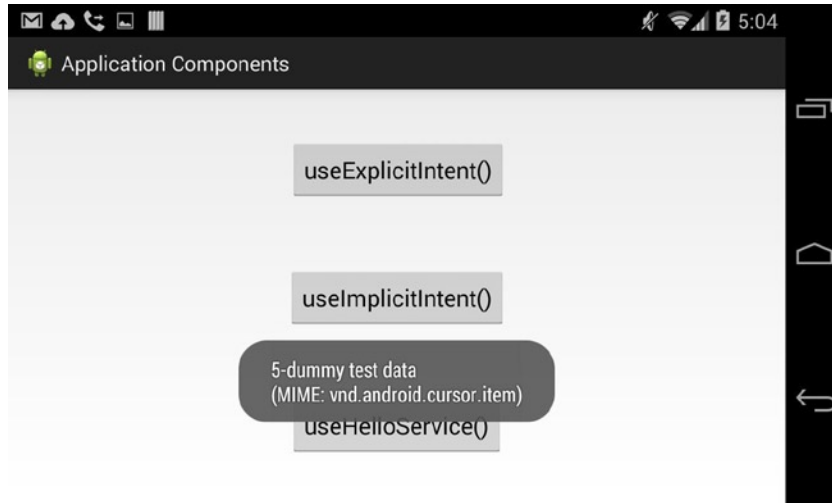 5:04
Application Components
useExplicitIntent()
useImplicitIntent()
5-dummy test data
(MIME: vnd.android.cursor.item)
useHelloService()